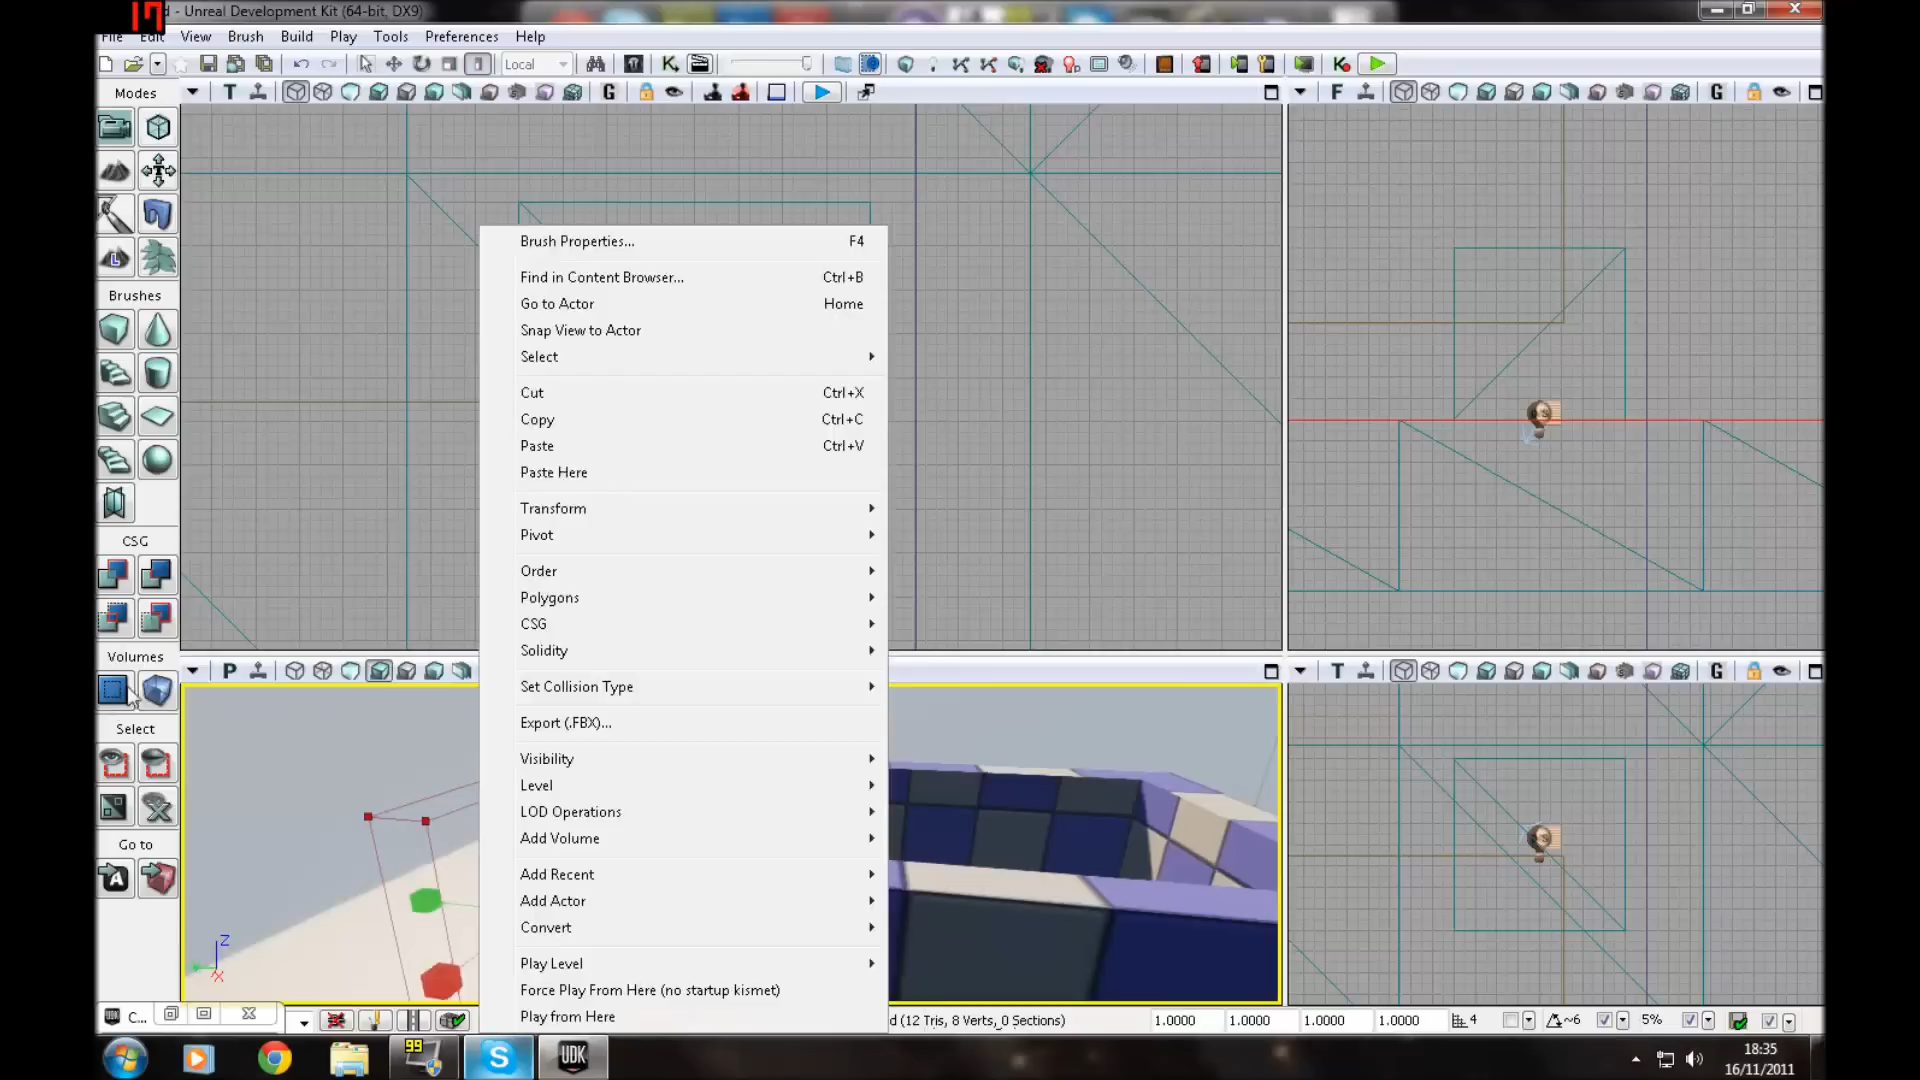 17
d - Unreal Development Kit (64-bit, DX9)
File Edit View Brush Build Play Tools Preferences Help
Local
Modes
T
G
F
G
Brushes
CSG
Volumes
Select
Go to
Brush Properties... F4
Find in Content Browser... Ctrl+B
Go to Actor Home
Snap View to Actor
Select
Cut Ctrl+X
Copy Ctrl+C
Paste Ctrl+V
Paste Here
Transform
Pivot
Order
Polygons
CSG
Solidity
Set Collision Type
Export (.FBX)...
Visibility
Level
LOD Operations
Add Volume
Add Recent
Add Actor
Convert
Play Level
Force Play From Here (no startup kismet)
Play from Here
P
T
G
Z
X
C...
d (12 Tris, 8 Verts, 0 Sections)
1.0000 1.0000 1.0000 1.0000
4
~6
5%
99
UDK
18:35
16/11/2011